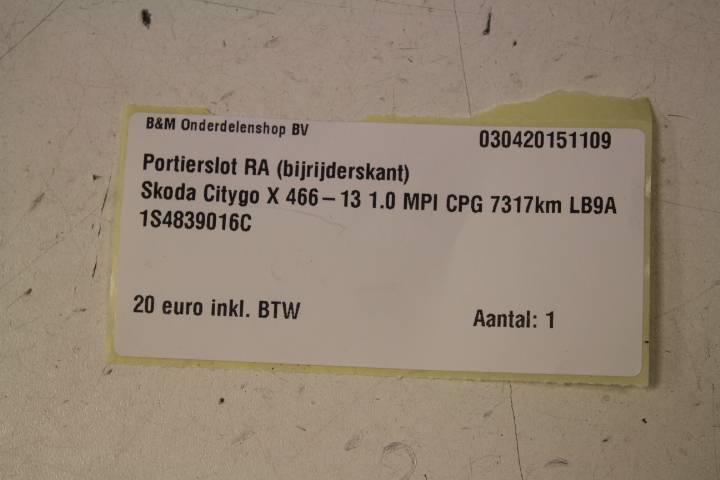 B&M Onderdelenshop BV
030420151109
Portierslot RA (bijrijderskant)
Skoda Citygo X 466-13 1.0 MPI CPG 7317km LB9A
1S4839016C
20 euro inkl. BTW
Aantal: 1